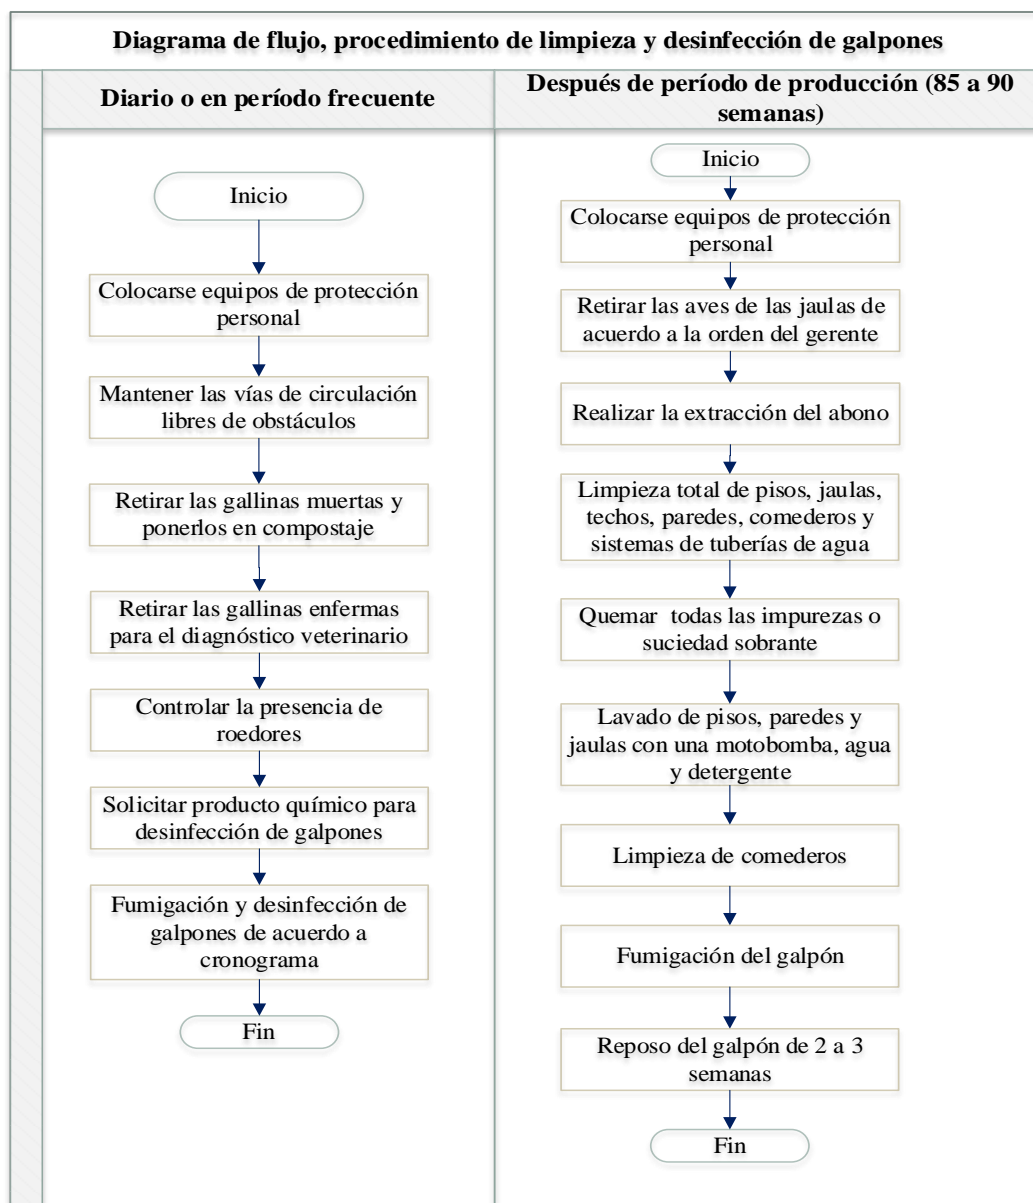 Diagrama de flujo, procedimiento de limpieza y desinfección de galpones
Diario o en período frecuente
Inicio
Colocarse equipos de protección
personal
Mantener las vías de circulación
libres de obstáculos
Retirar las gallinas muertas y
ponerlos en compostaje
Retirar las gallinas enfermas
para el diagnóstico veterinario
Controlar la presencia de
roedores
Solicitar producto químico para
desinfección de galpones
Fumigación y desinfección de
galpones de acuerdo a
cronograma
Fin
Después de período de producción (85 a 90
semanas)
Inicio
Colocarse equipos de protección
personal
Retirar las aves de las jaulas de
acuerdo a la orden del gerente
Realizar la extracción del abono
Limpieza total de pisos, jaulas,
techos, paredes, comederos y
sistemas de tuberías de agua
Quemar todas las impurezas o
suciedad sobrante
Lavado de pisos, paredes y
jaulas con una motobomba, agua
y detergente
Limpieza de comederos
Fumigación del galpón
Reposo del galpón de 2 a 3
semanas
Fin